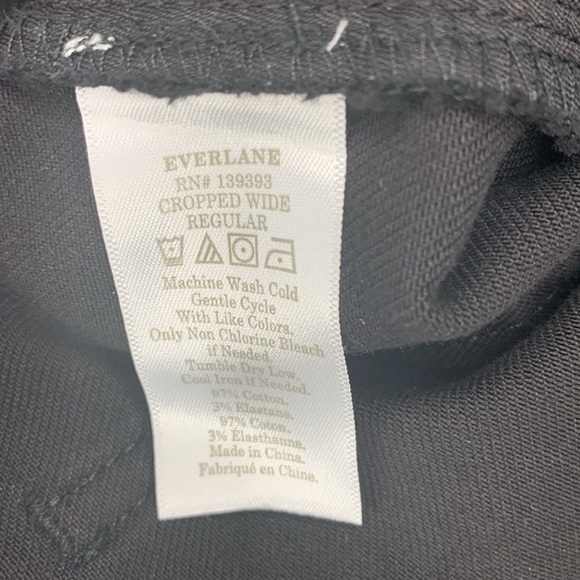 EVERLANE
RN# 139393
CROPPED WIDE
REGULAR
Machine Wash Cold
Gentle Cycle
With Like Colors.
Only Non Chlorine Bleach
if Needed.
Tumble Dry Low.
Cool Iron if Needed.
97% Cotton.
3% Elastane.
97% Coton.
3% Élasthanne.
Made in China.
Fabriqué en China.